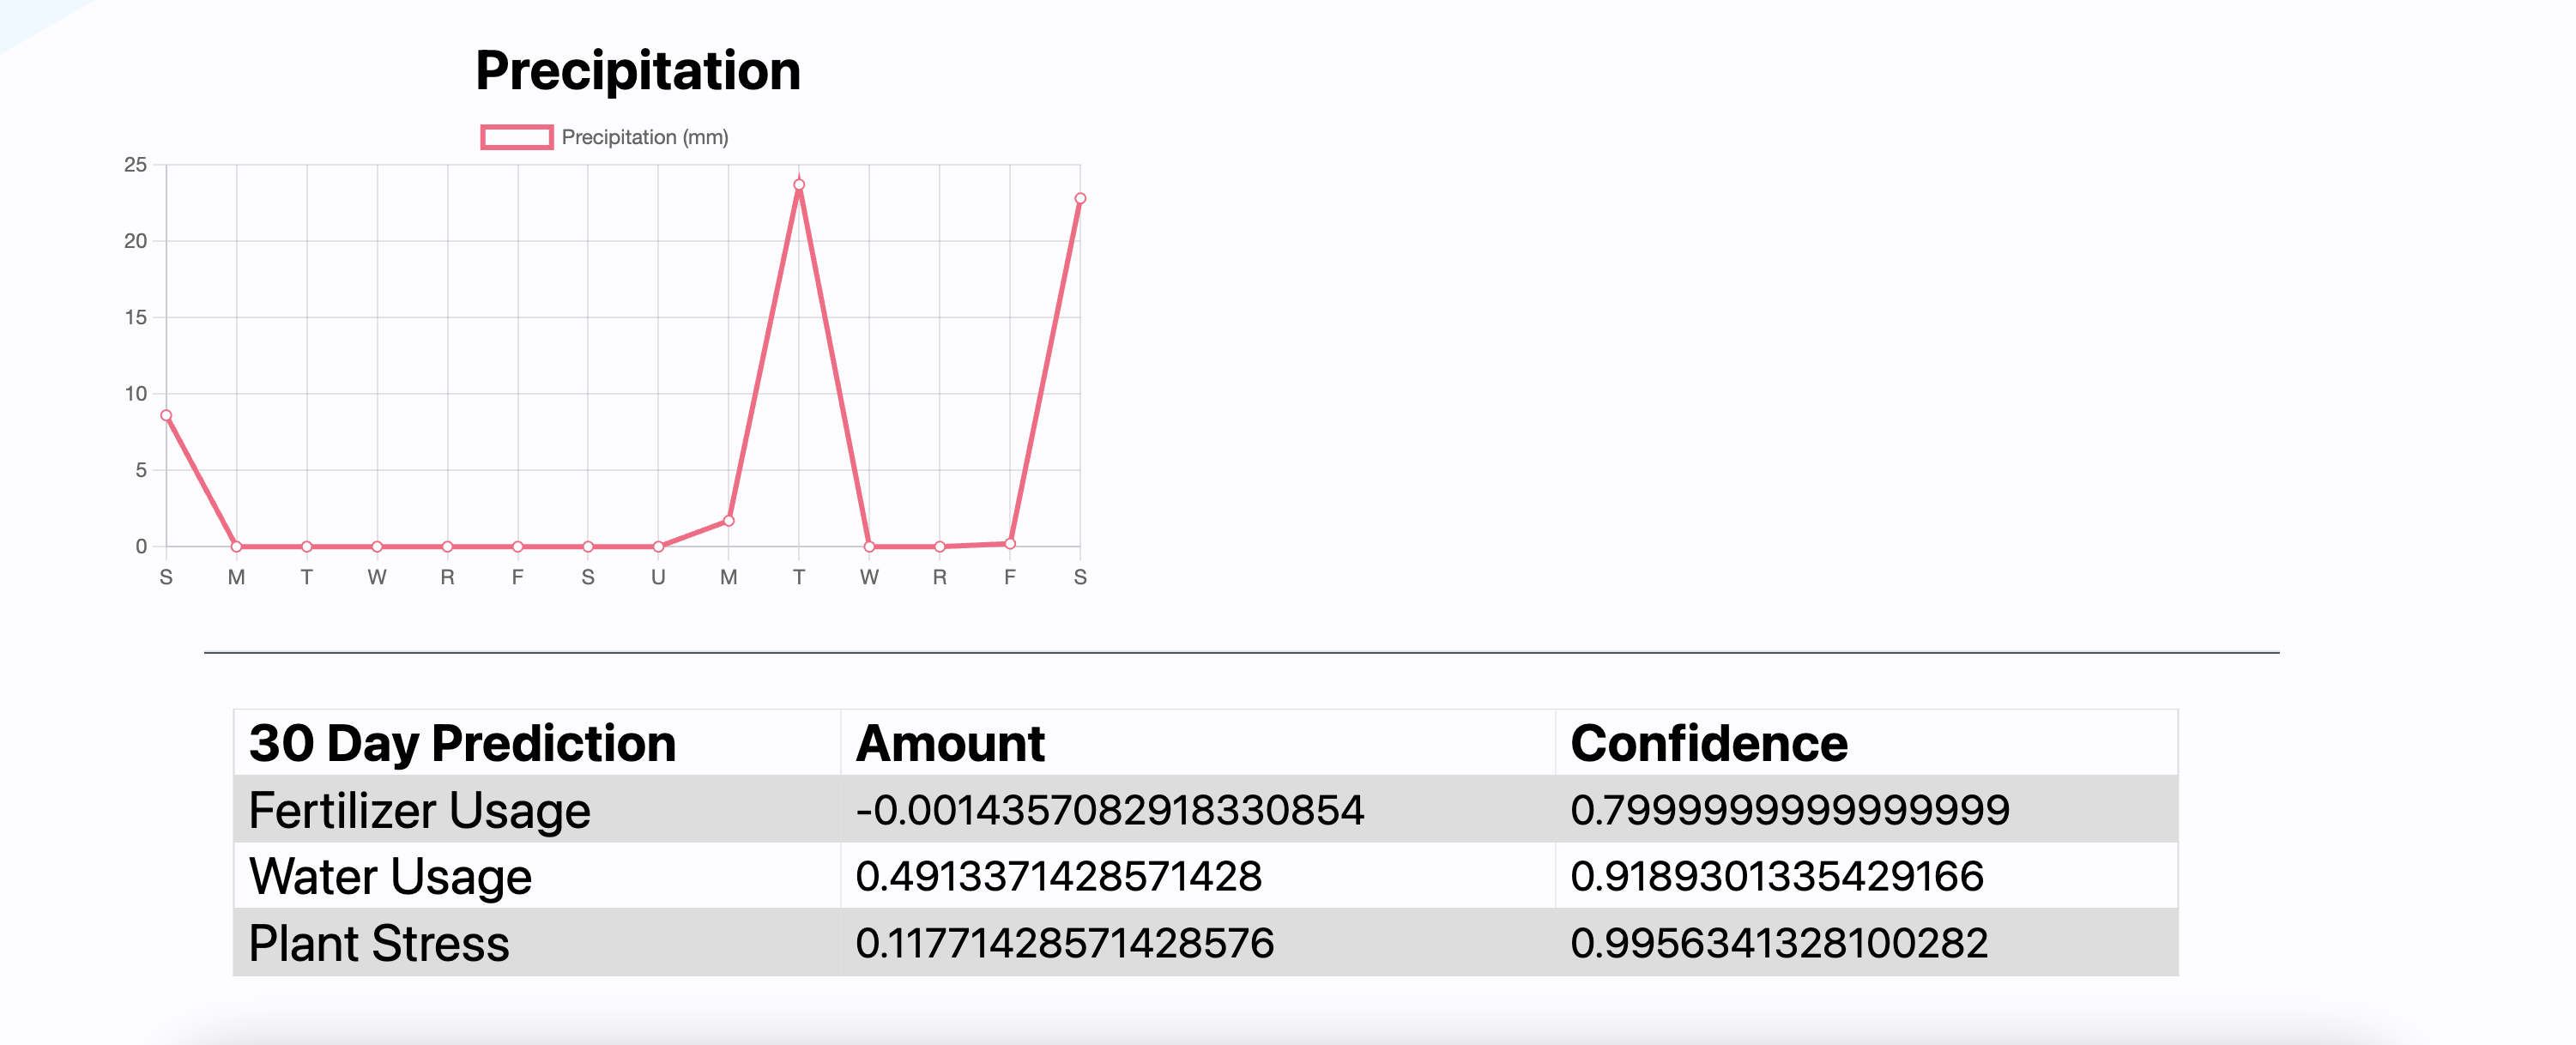 Precipitation
Precipitation (mm)
25
20
15
10
5
0
S M T W R F S U M T W R F S
30 Day Prediction Amount Confidence
Fertilizer Usage -0.0014357082918330854 0.7999999999999999
Water Usage 0.4913371428571428 0.9189301335429166
Plant Stress 0.11771428571428576 0.9956341328100282